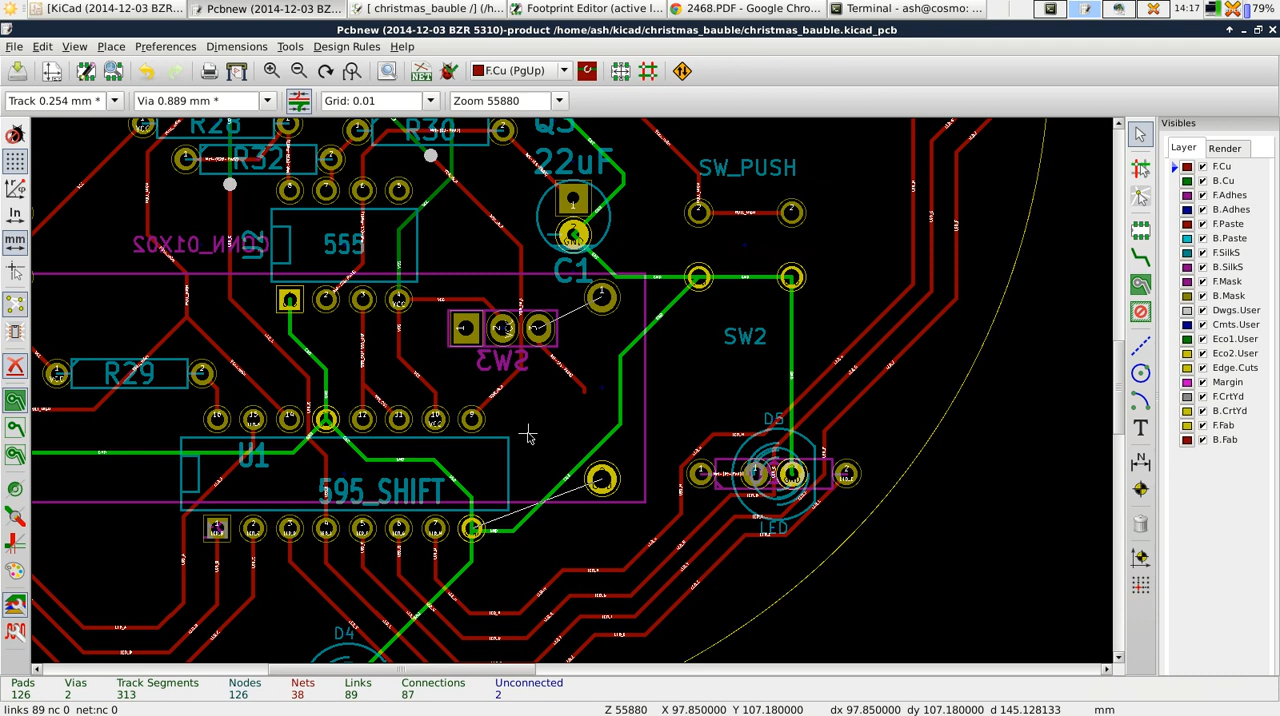 [KiCad (2014-12-03 BZR...
Pcbnew (2014-12-03 BZ...
[ christmas_bauble /] (/h...
Footprint Editor (active l...
2468.PDF - Google Chro...
Terminal - ash@cosmo: ...
14:17
79%
Pcbnew (2014-12-03 BZR 5310)-product /home/ash/kicad/christmas_bauble/christmas_bauble.kicad_pcb
File Edit View Place Preferences Dimensions Tools Design Rules Help
NET
F.Cu (PgUp)
Track 0.254 mm *
Via 0.889 mm *
Grid: 0.01
Zoom 55880
In
mm
Visibles
Layer Render
F.Cu
B.Cu
F.Adhes
B.Adhes
F.Paste
B.Paste
F.SilkS
B.SilkS
F.Mask
B.Mask
Dwgs.User
Cmts.User
Eco1.User
Eco2.User
Edge.Cuts
Margin
F.CrtYd
B.CrtYd
F.Fab
B.Fab
R32
R30
Q3
22uF
SW_PUSH
CONN_01X02
555
C1
SW3
SW2
R29
D5
U1
595_SHIFT
LED
D4
Pads Vias Track Segments Nodes Nets Links Connections Unconnected
126 2 313 126 38 89 87 2
links 89 nc 0 net:nc 0
Z 55880 X 97.850000 Y 107.180000 dx 97.850000 dy 107.180000 d 145.128133 mm